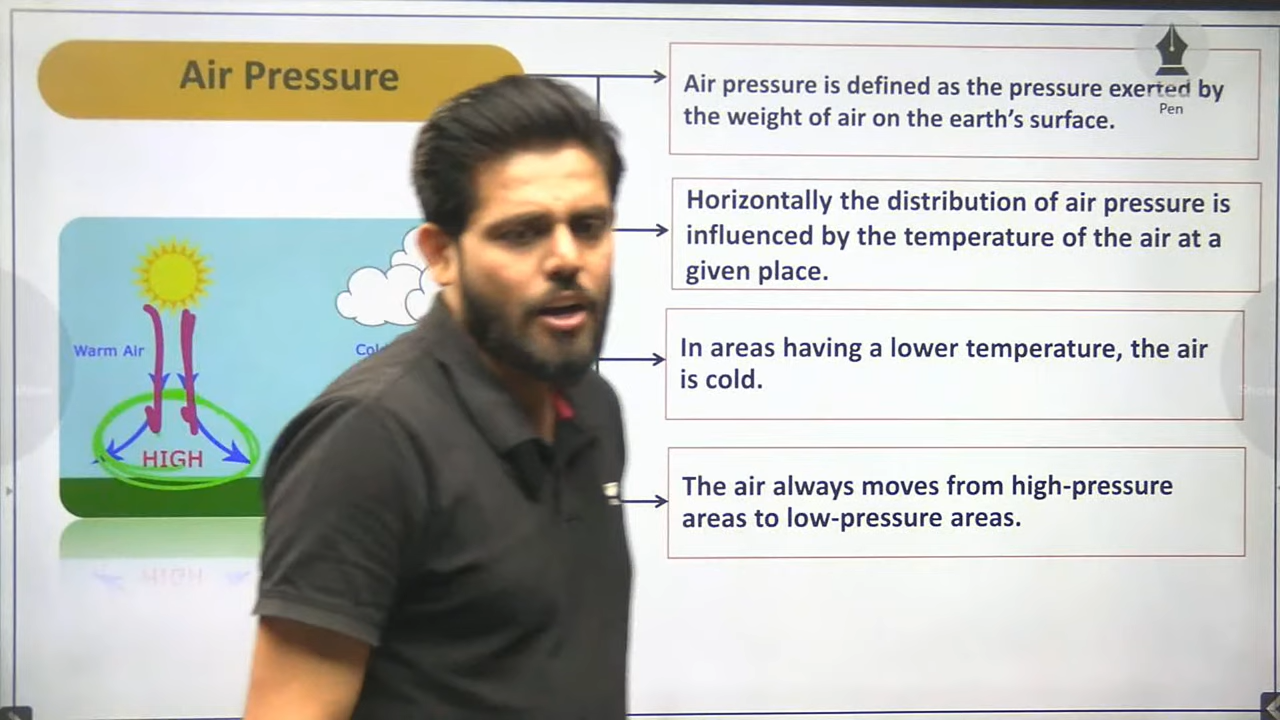 Air Pressure
Air pressure is defined as the pressure exerted by
the weight of air on the earth's surface.
Pen
Horizontally the distribution of air pressure is
influenced by the temperature of the air at a
given place.
In areas having a lower temperature, the air
is cold.
The air always moves from high-pressure
areas to low-pressure areas.
Warm Air
HIGH
HIGH